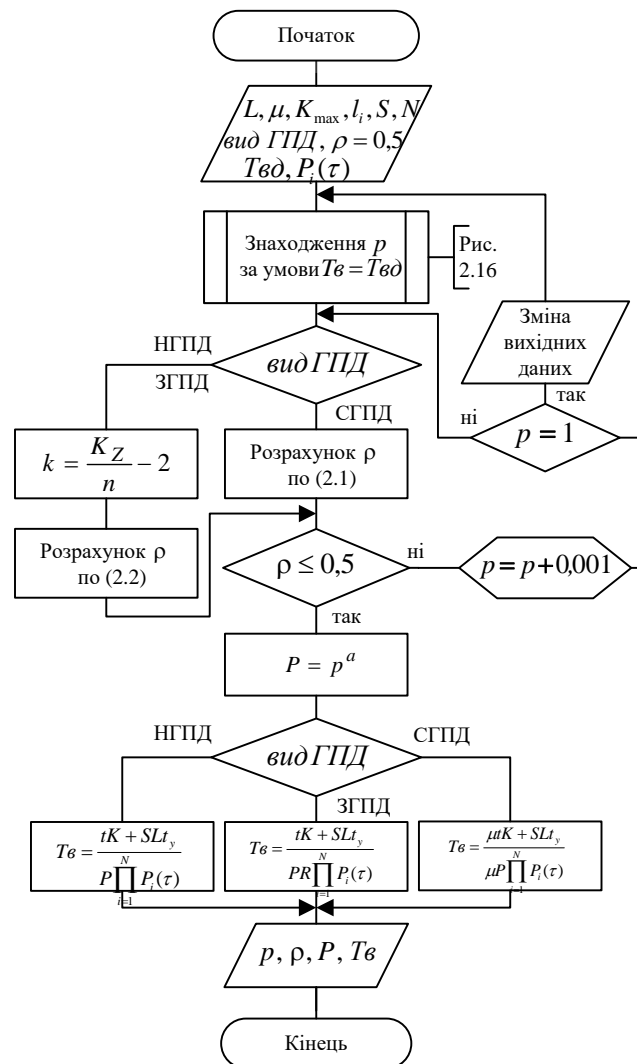 Початок
L, μ, K_max, l_i, S, N
вид ГПД, ρ = 0,5
Твд, P_i(τ)
Знаходження p
за умови Тв = Твд
Рис.
2.16
Зміна
вихідних
даних
так
ні
p = 1
НГПД
ЗГПД
вид ГПД
СГПД
k = K_Z / n − 2
Розрахунок ρ
по (2.1)
Розрахунок ρ
по (2.2)
ρ ≤ 0,5
ні
p = p+0,001
так
P = p^a
НГПД
вид ГПД
СГПД
ЗГПД
Тв = (tK + SLt_y) / (P ∏_{i=1}^{N} P_i(τ))
Тв = (tK + SLt_y) / (PR ∏_{i=1}^{N} P_i(τ))
Тв = (μtK + SLt_y) / (μP ∏_{i=1}^{N} P_i(τ))
p, ρ, P, Тв
Кінець